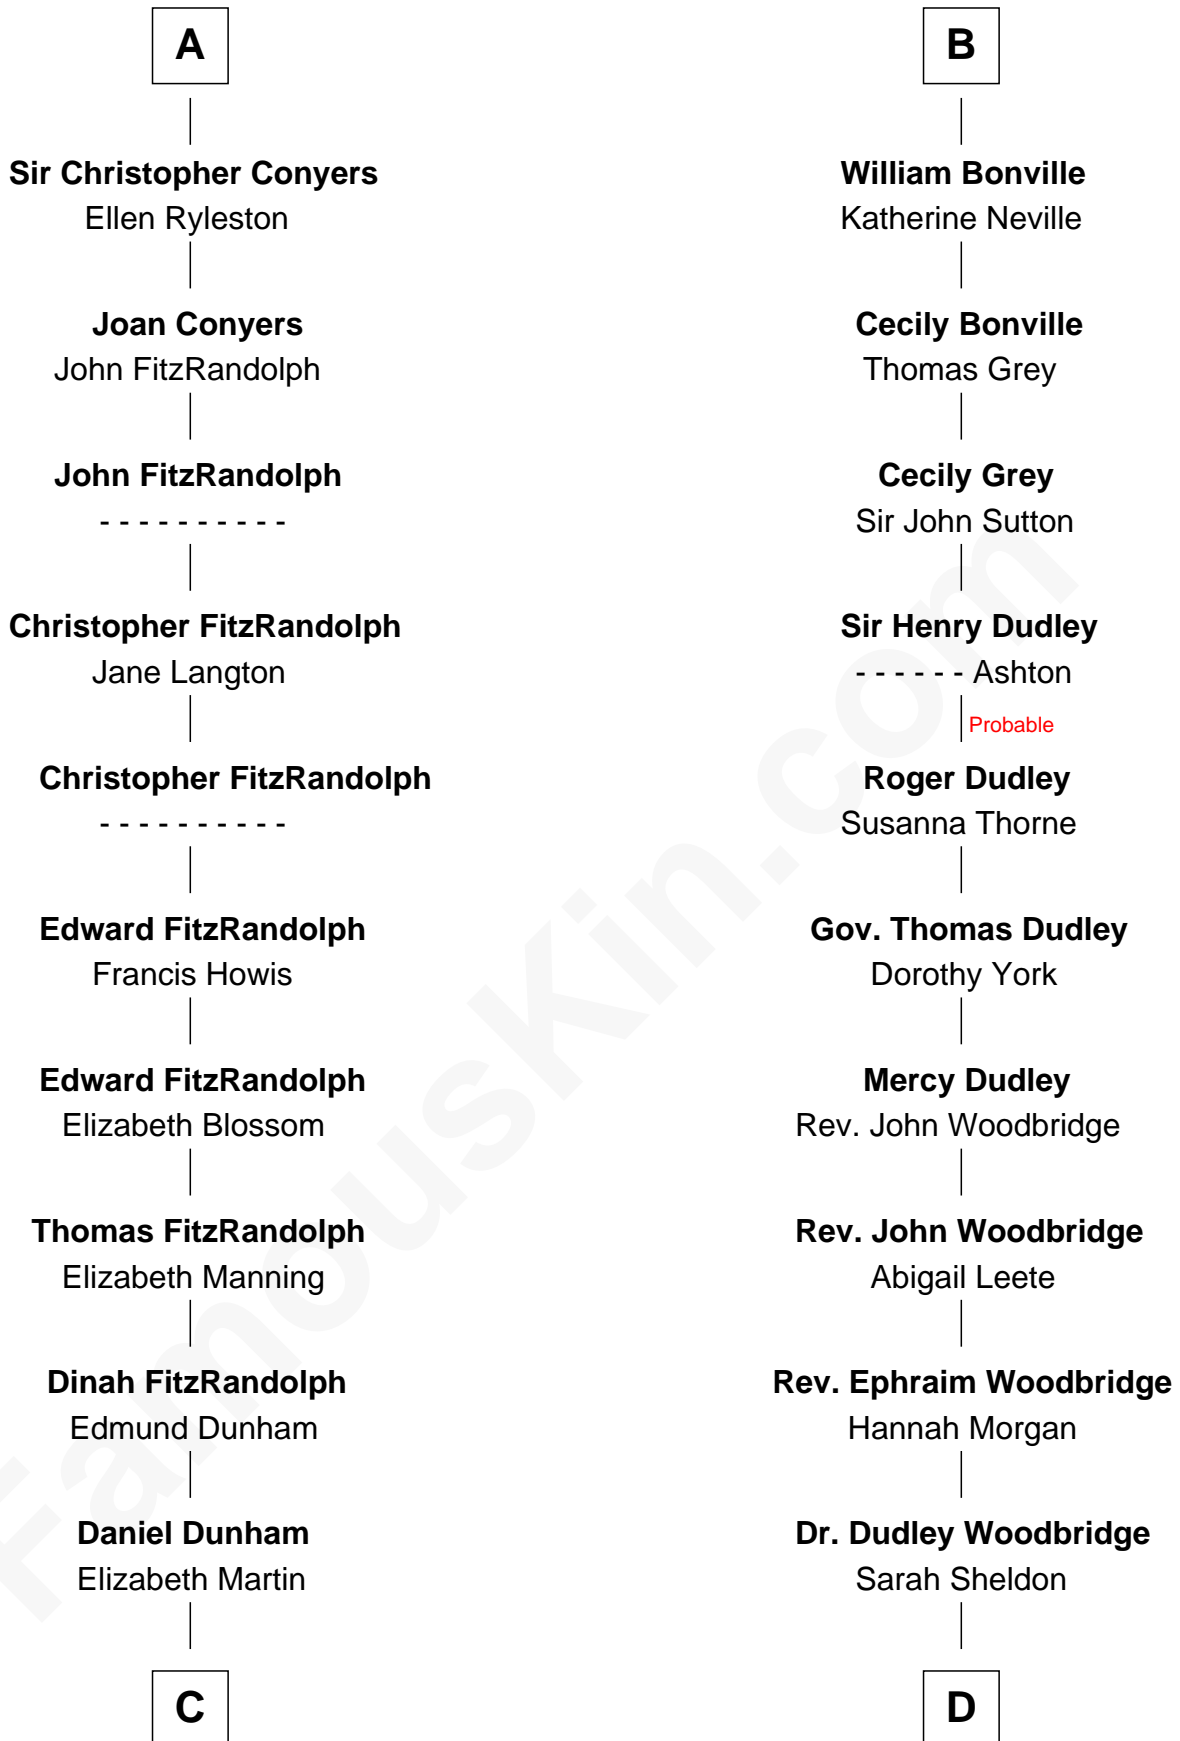 A
Sir Christopher Conyers
Ellen Ryleston
Joan Conyers
John FitzRandolph
John FitzRandolph
- - - - - - - - - -
Christopher FitzRandolph
Jane Langton
Christopher FitzRandolph
- - - - - - - - - -
Edward FitzRandolph
Francis Howis
Edward FitzRandolph
Elizabeth Blossom
Thomas FitzRandolph
Elizabeth Manning
Dinah FitzRandolph
Edmund Dunham
Daniel Dunham
Elizabeth Martin
C
B
William Bonville
Katherine Neville
Cecily Bonville
Thomas Grey
Cecily Grey
Sir John Sutton
Sir Henry Dudley
- - - - - - Ashton
Probable
Roger Dudley
Susanna Thorne
Gov. Thomas Dudley
Dorothy York
Mercy Dudley
Rev. John Woodbridge
Rev. John Woodbridge
Abigail Leete
Rev. Ephraim Woodbridge
Hannah Morgan
Dr. Dudley Woodbridge
Sarah Sheldon
D
FamousKin.com